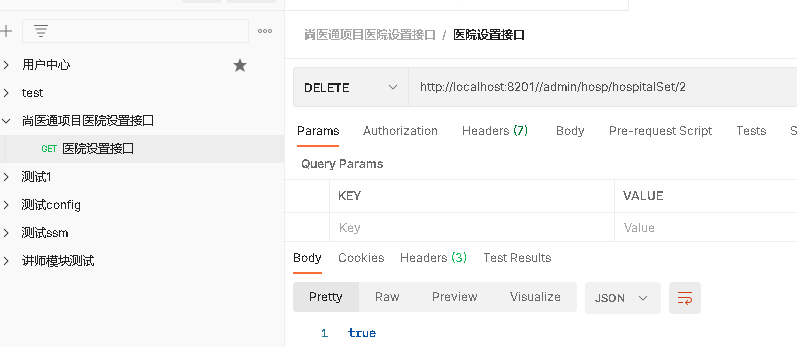 用户中心
test
尚医通项目医院设置接口
GET 医院设置接口
测试1
测试config
测试ssm
讲师模块测试
尚医通项目医院设置接口 / 医院设置接口
DELETE http://localhost:8201//admin/hosp/hospitalSet/2
Params Authorization Headers (7) Body Pre-request Script Tests S
Query Params
KEY VALUE
Key Value
Body Cookies Headers (3) Test Results
Pretty Raw Preview Visualize JSON
1 true